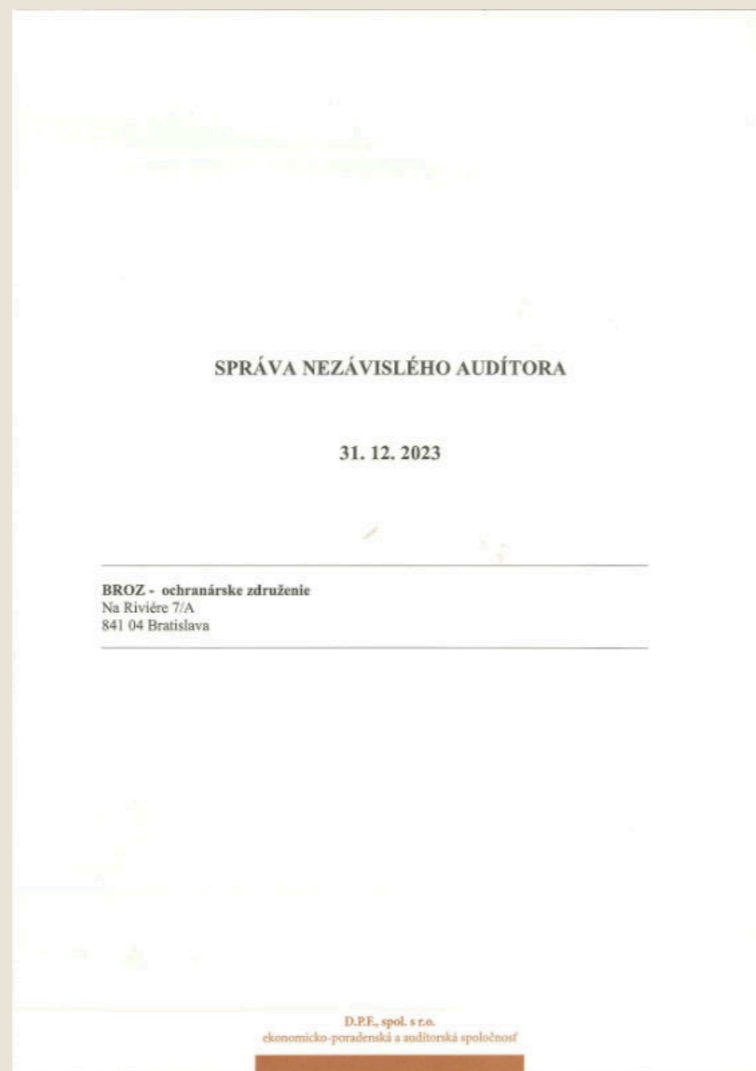 SPRÁVA NEZÁVISLÉHO AUDÍTORA
31. 12. 2023
BROZ - ochranárske združenie
Na Riviére 7/A
841 04 Bratislava
D.P.F., spol. s r.o.
ekonomicko-poradenská a audítorská spoločnosť